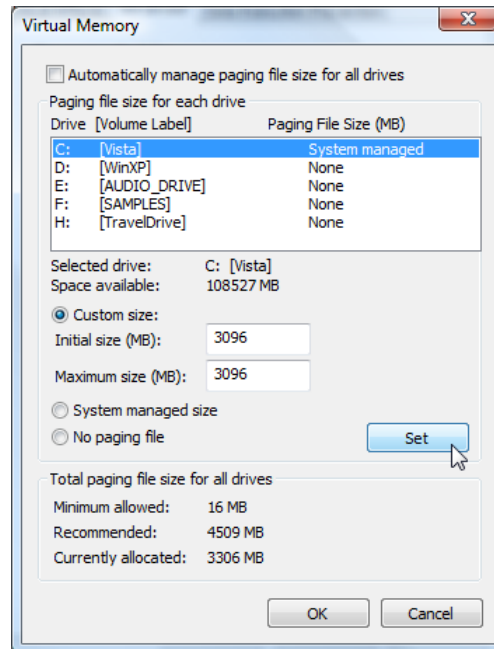 Virtual Memory
Automatically manage paging file size for all drives
Paging file size for each drive
Drive [Volume Label] Paging File Size (MB)
C: [Vista] System managed
D: [WinXP] None
E: [AUDIO_DRIVE] None
F: [SAMPLES] None
H: [TravelDrive] None
Selected drive: C: [Vista]
Space available: 108527 MB
Custom size:
Initial size (MB): 3096
Maximum size (MB): 3096
System managed size
No paging file Set
Total paging file size for all drives
Minimum allowed: 16 MB
Recommended: 4509 MB
Currently allocated: 3306 MB
OK Cancel